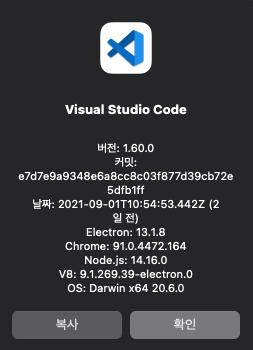 Visual Studio Code
버전: 1.60.0
커밋:
e7d7e9a9348e6a8cc8c03f877d39cb72e
5dfb1ff
날짜: 2021-09-01T10:54:53.442Z (2
일 전)
Electron: 13.1.8
Chrome: 91.0.4472.164
Node.js: 14.16.0
V8: 9.1.269.39-electron.0
OS: Darwin x64 20.6.0
복사 확인